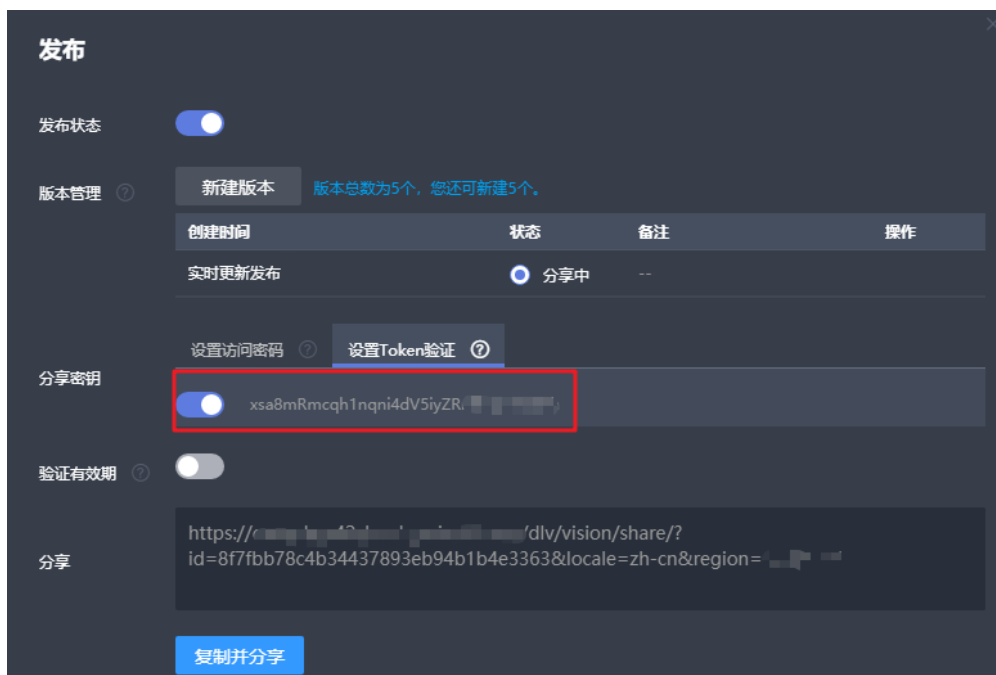 发布
发布状态
版本管理 ? 新建版本 版本总数为5个，您还可新建5个。
创建时间 状态 备注 操作
实时更新发布 分享中 --
设置访问密码 ? 设置Token验证 ?
分享密钥
xsa8mRmcqh1nqni4dV5iyZR
验证有效期 ?
分享
https:// /dlv/vision/share/?
id=8f7fbb78c4b34437893eb94b1b4e3363&locale=zh-cn&region=
复制并分享